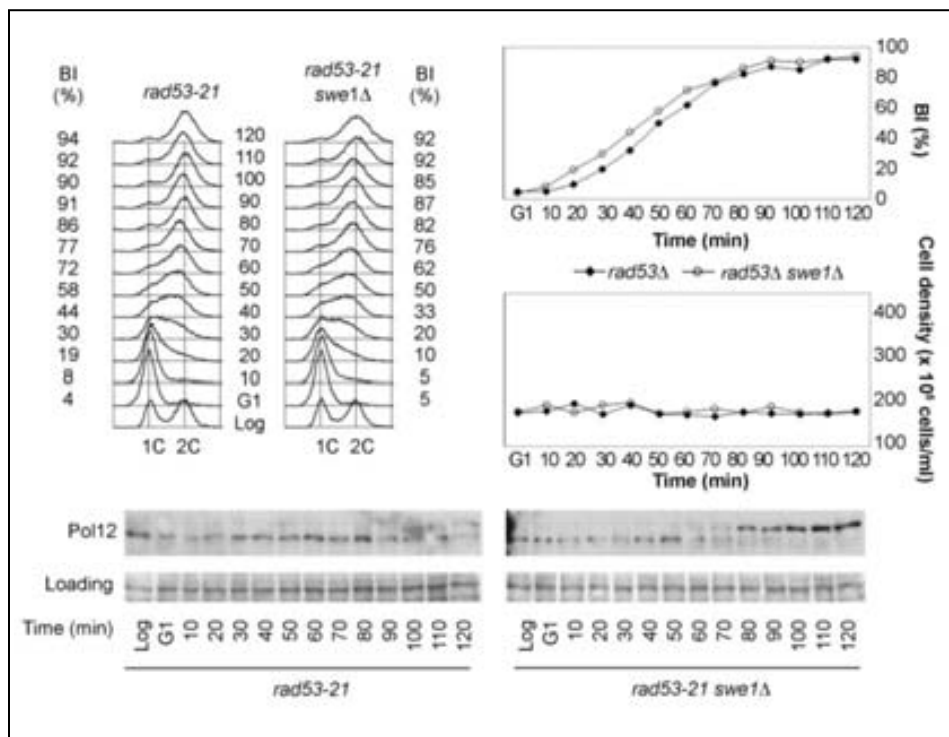 BI
(%)
rad53-21
rad53-21
swe1Δ
BI
(%)
94 120 92
92 110 92
90 100 85
91 90 87
86 80 82
77 70 76
72 60 62
58 50 50
44 40 33
30 30 20
19 20 10
8 10 5
4 G1 5
Log
1C 2C 1C 2C
100
80
60
40
20
0
BI (%)
G1 10 20 30 40 50 60 70 80 90 100 110 120
Time (min)
rad53Δ rad53Δ swe1Δ
400
300
200
100
Cell density (x 10⁶ cells/ml)
G1 10 20 30 40 50 60 70 80 90 100 110 120
Time (min)
Pol12
Loading
Time (min)
Log G1 10 20 30 40 50 60 70 80 90 100 110 120
rad53-21
Log G1 10 20 30 40 50 60 70 80 90 100 110 120
rad53-21 swe1Δ